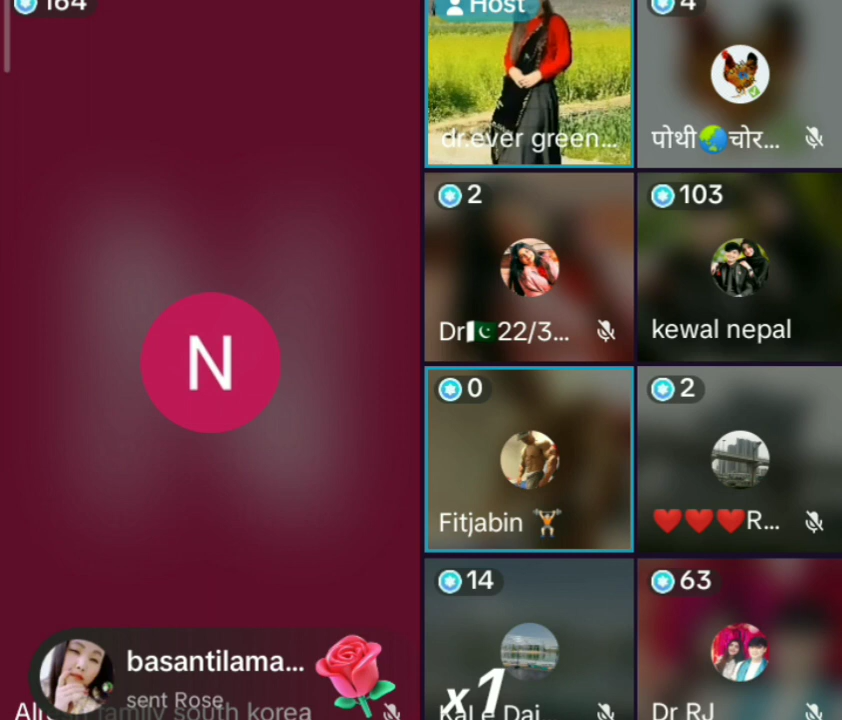 164
Host
dr.ever green...
4
पोथी🌏चोर...
2
Dr🇵🇰22/3...
103
kewal nepal
N
0
Fitjabin 🏋
2
❤️❤️❤️R...
14
x1
Dai
63
Dr RJ
basantilama...
sent Rose
family south korea